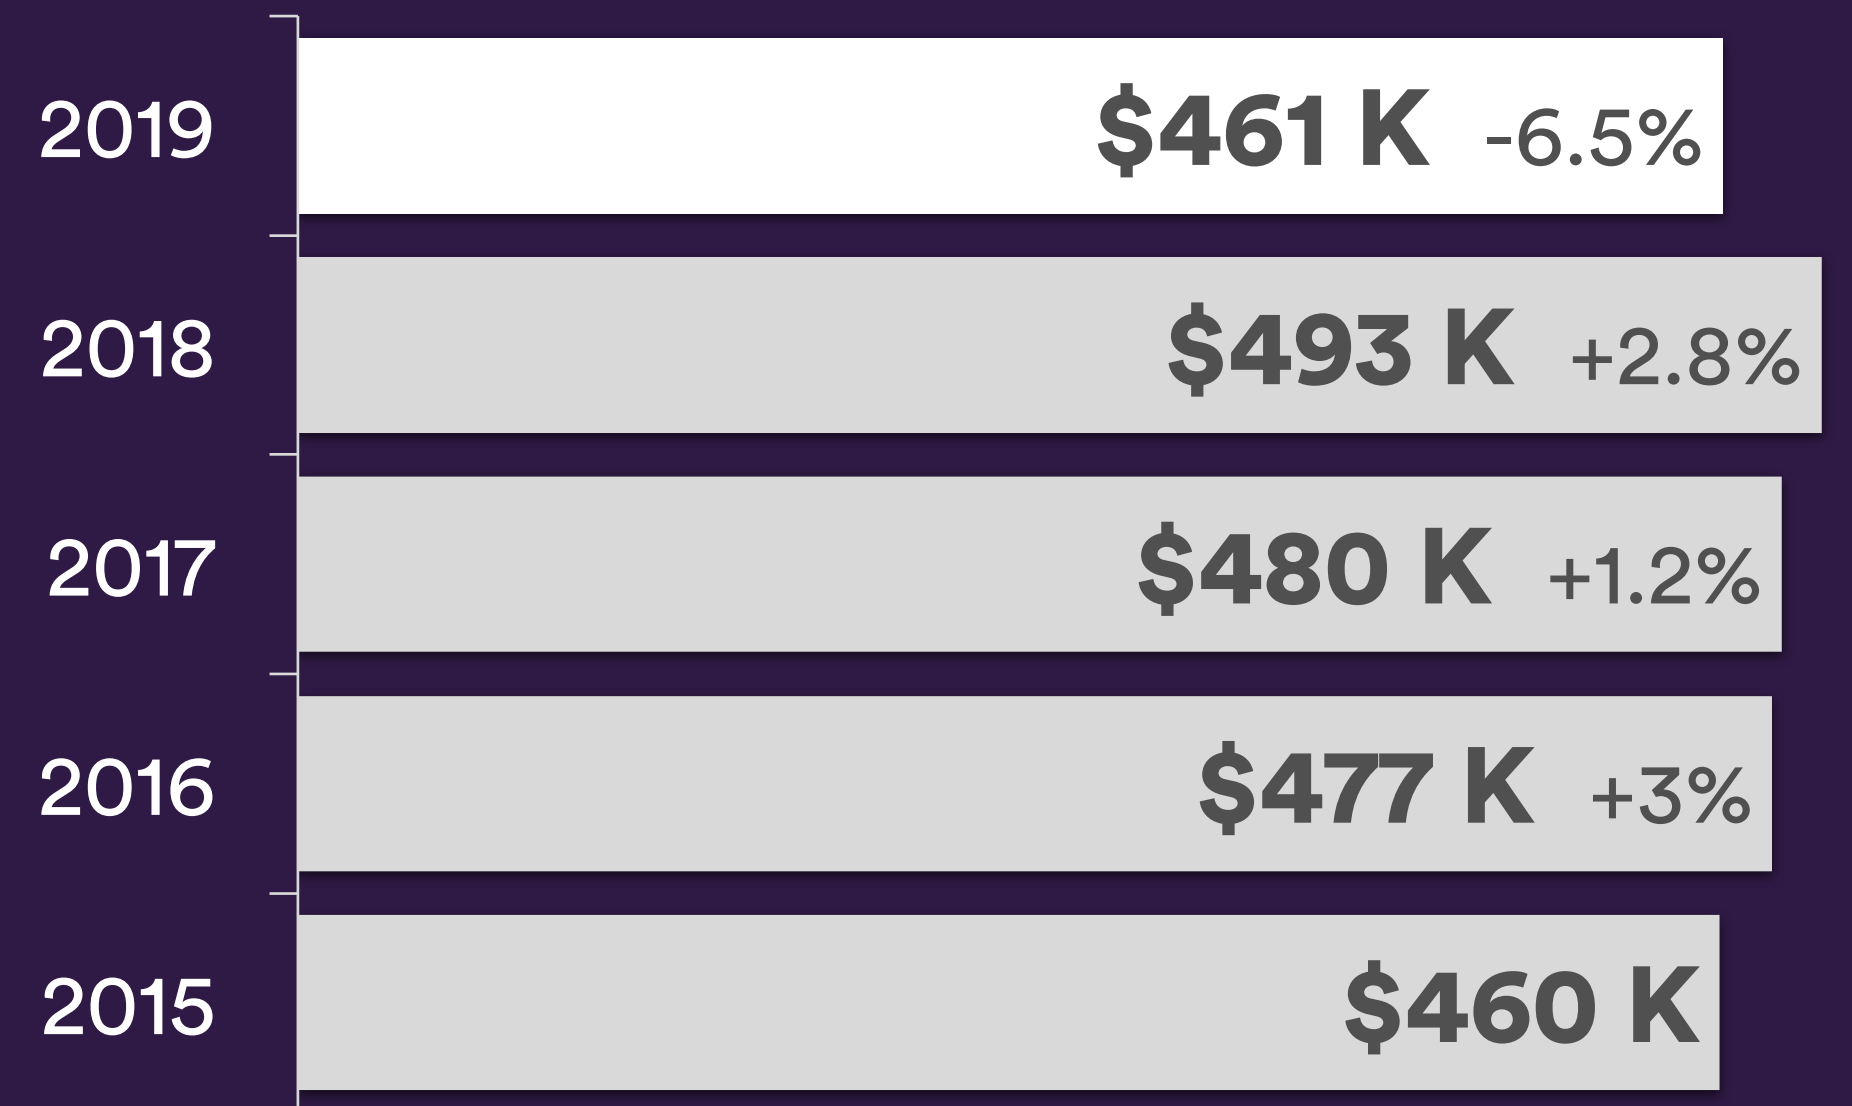 2019 $461 K -6.5%
2018 $493 K +2.8%
2017 $480 K +1.2%
2016 $477 K +3%
2015 $460 K